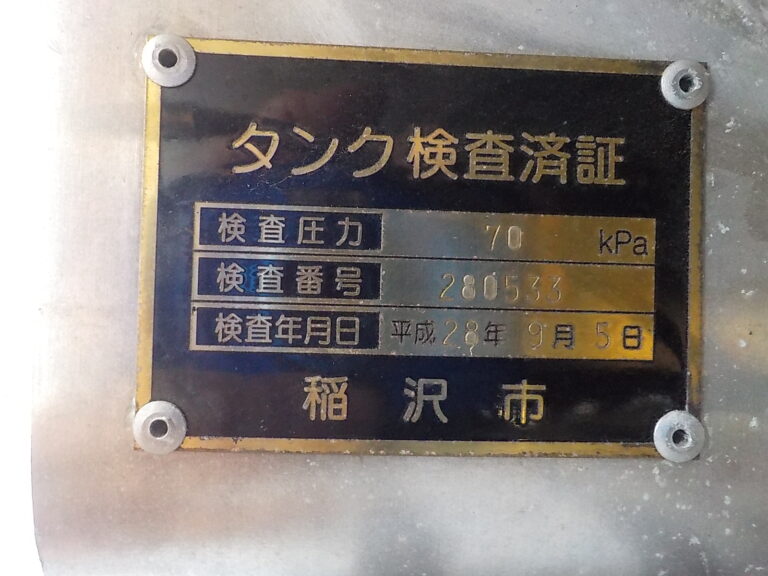 タンク検査済証
検査圧力 70 kPa
検査番号 280533
検査年月日 平成28年9月5日
稲沢市